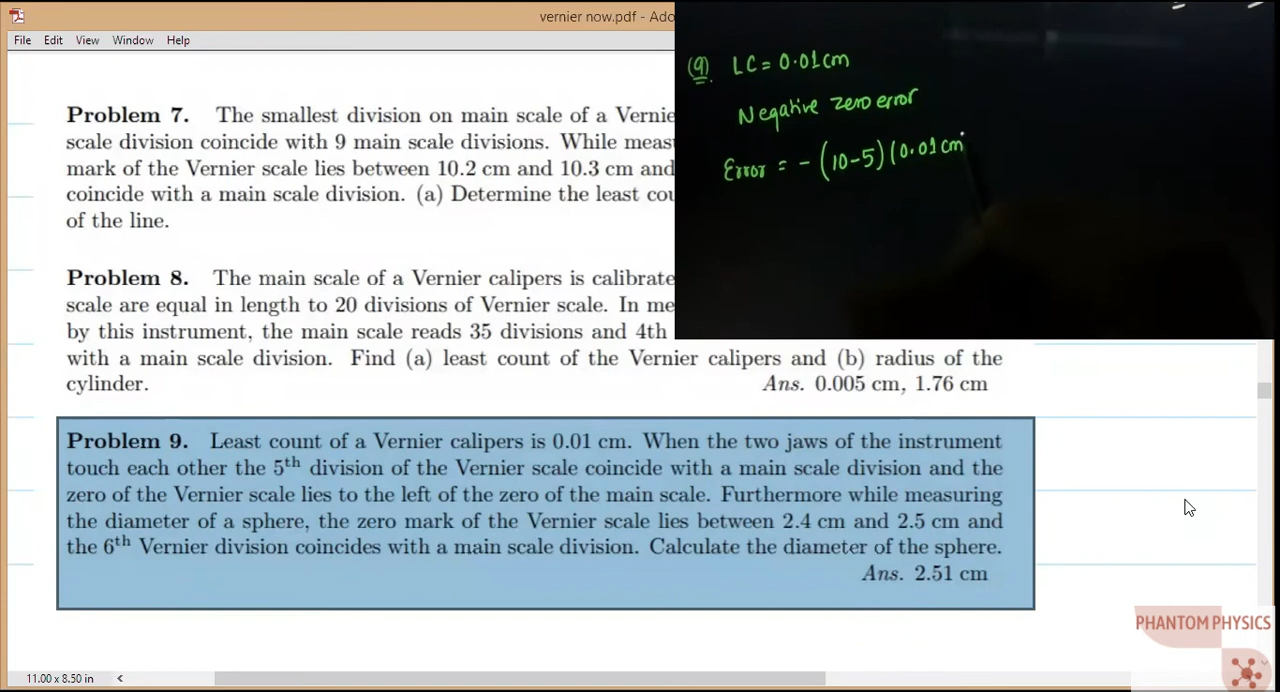 vernier now.pdf - Ado
File Edit View Window Help
Problem 7. The smallest division on main scale of a Vernie
scale division coincide with 9 main scale divisions. While meas
mark of the Vernier scale lies between 10.2 cm and 10.3 cm and
coincide with a main scale division. (a) Determine the least cou
of the line.
(9) LC = 0.01cm
Negative zero error
Error = - (10-5) (0.01 cm
Problem 8. The main scale of a Vernier calipers is calibrate
scale are equal in length to 20 divisions of Vernier scale. In me
by this instrument, the main scale reads 35 divisions and 4th
with a main scale division. Find (a) least count of the Vernier calipers and (b) radius of the
cylinder. Ans. 0.005 cm, 1.76 cm
Problem 9. Least count of a Vernier calipers is 0.01 cm. When the two jaws of the instrument
touch each other the 5th division of the Vernier scale coincide with a main scale division and the
zero of the Vernier scale lies to the left of the zero of the main scale. Furthermore while measuring
the diameter of a sphere, the zero mark of the Vernier scale lies between 2.4 cm and 2.5 cm and
the 6th Vernier division coincides with a main scale division. Calculate the diameter of the sphere.
Ans. 2.51 cm
PHANTOM PHYSICS
11.00 x 8.50 in